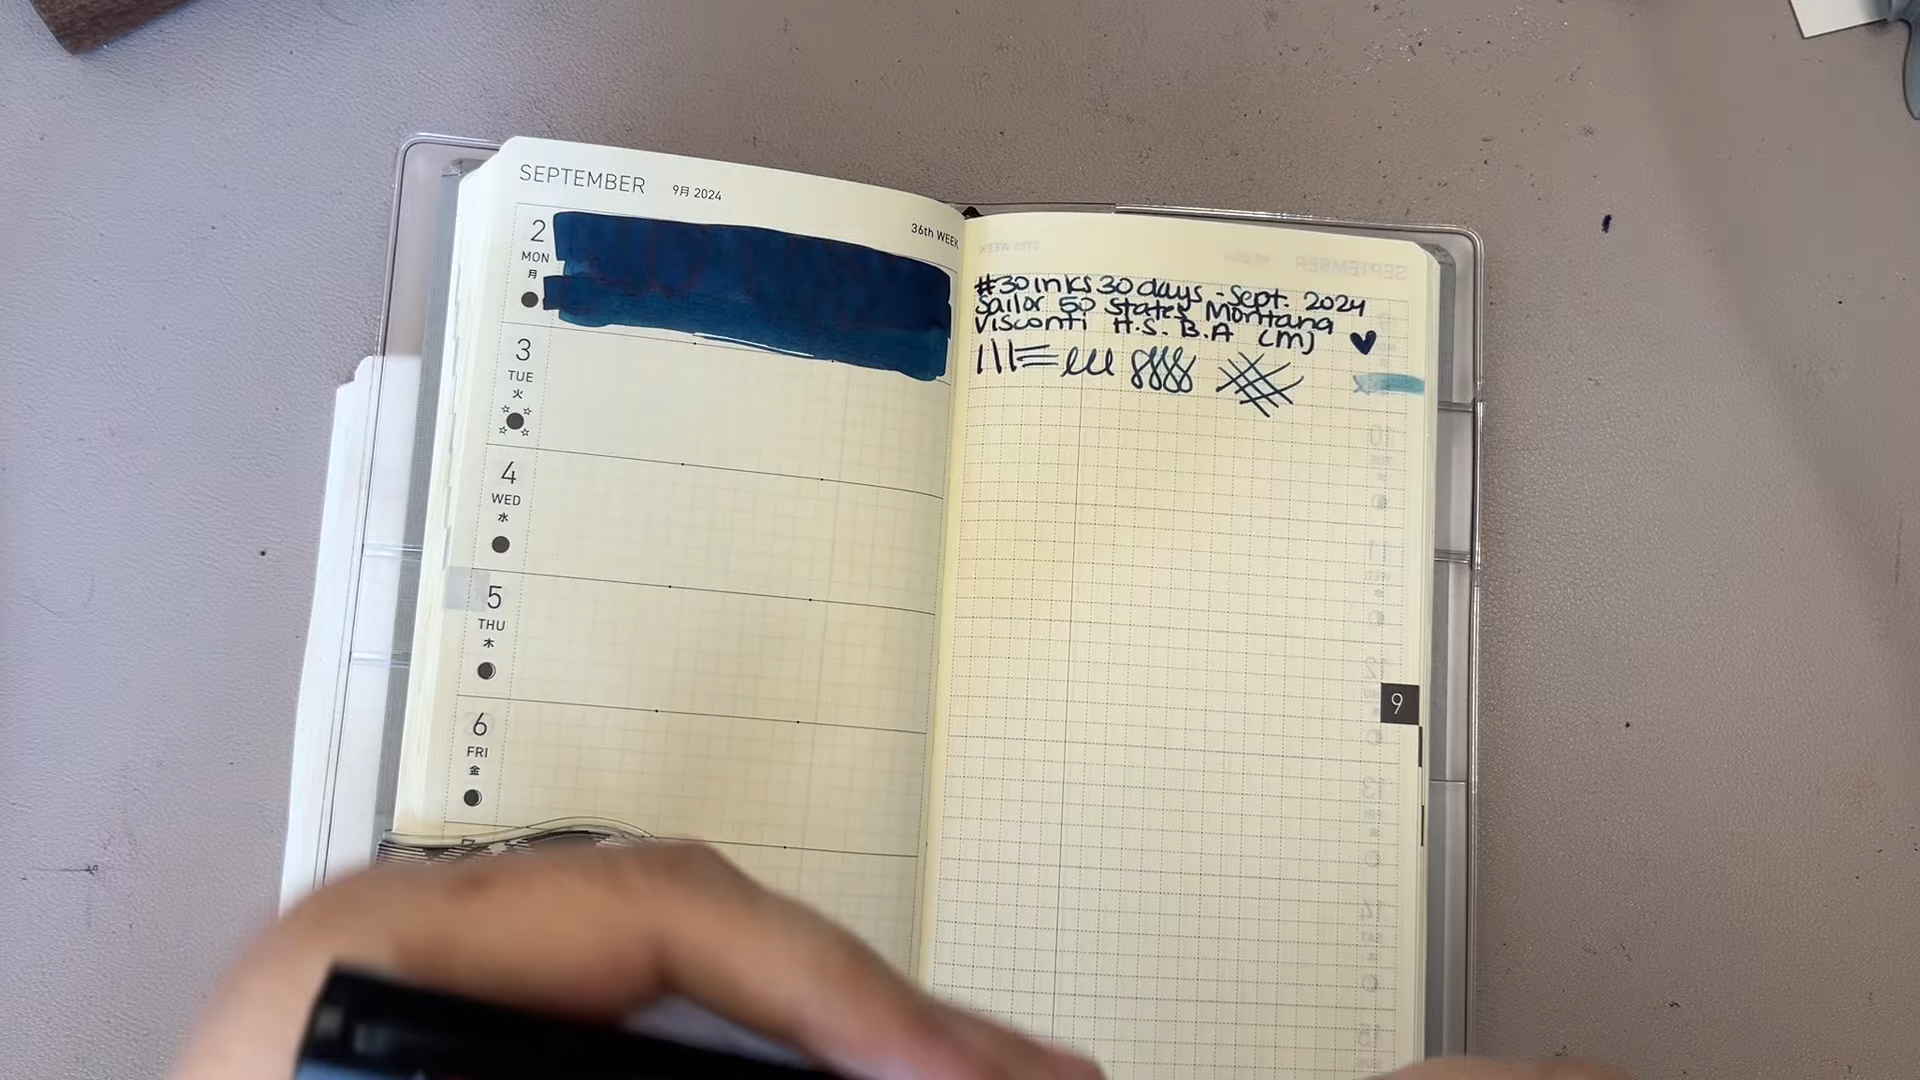 SEPTEMBER 9月 2024
36th WEEK
2
MON
月
3
TUE
火
4
WED
水
5
THU
木
6
FRI
金
#30inks30days - Sept. 2024
Sailor 50 States Montana
Visconti H.S. B.A (M)
9